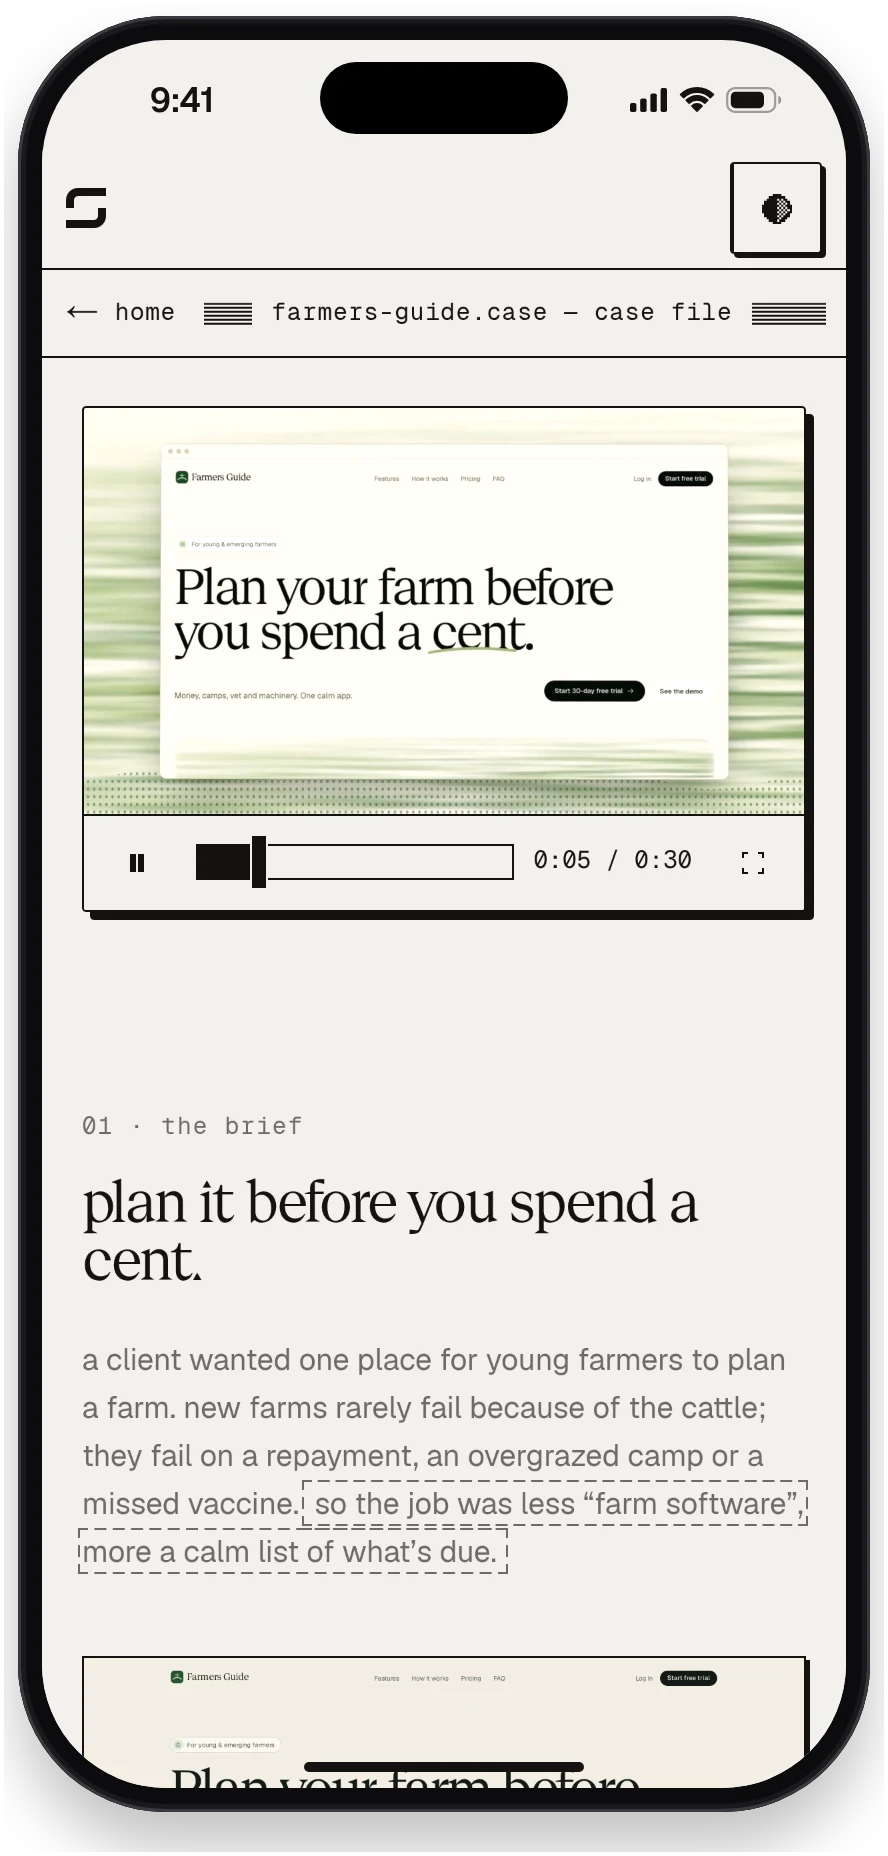 9:41
← home farmers-guide.case — case file
Farmers Guide Features How it works Pricing FAQ Log in Start free trial
For young & emerging farmers
Plan your farm before
you spend a cent.
Money, camps, vet and machinery. One calm app. Start 30-day free trial → See the demo
0:05 / 0:30
01 · the brief
plan it before you spend a
cent.
a client wanted one place for young farmers to plan
a farm. new farms rarely fail because of the cattle;
they fail on a repayment, an overgrazed camp or a
missed vaccine. so the job was less “farm software”,
more a calm list of what’s due.
Farmers Guide Features How it works Pricing FAQ Log in Start free trial
For young & emerging farmers
Plan your farm before